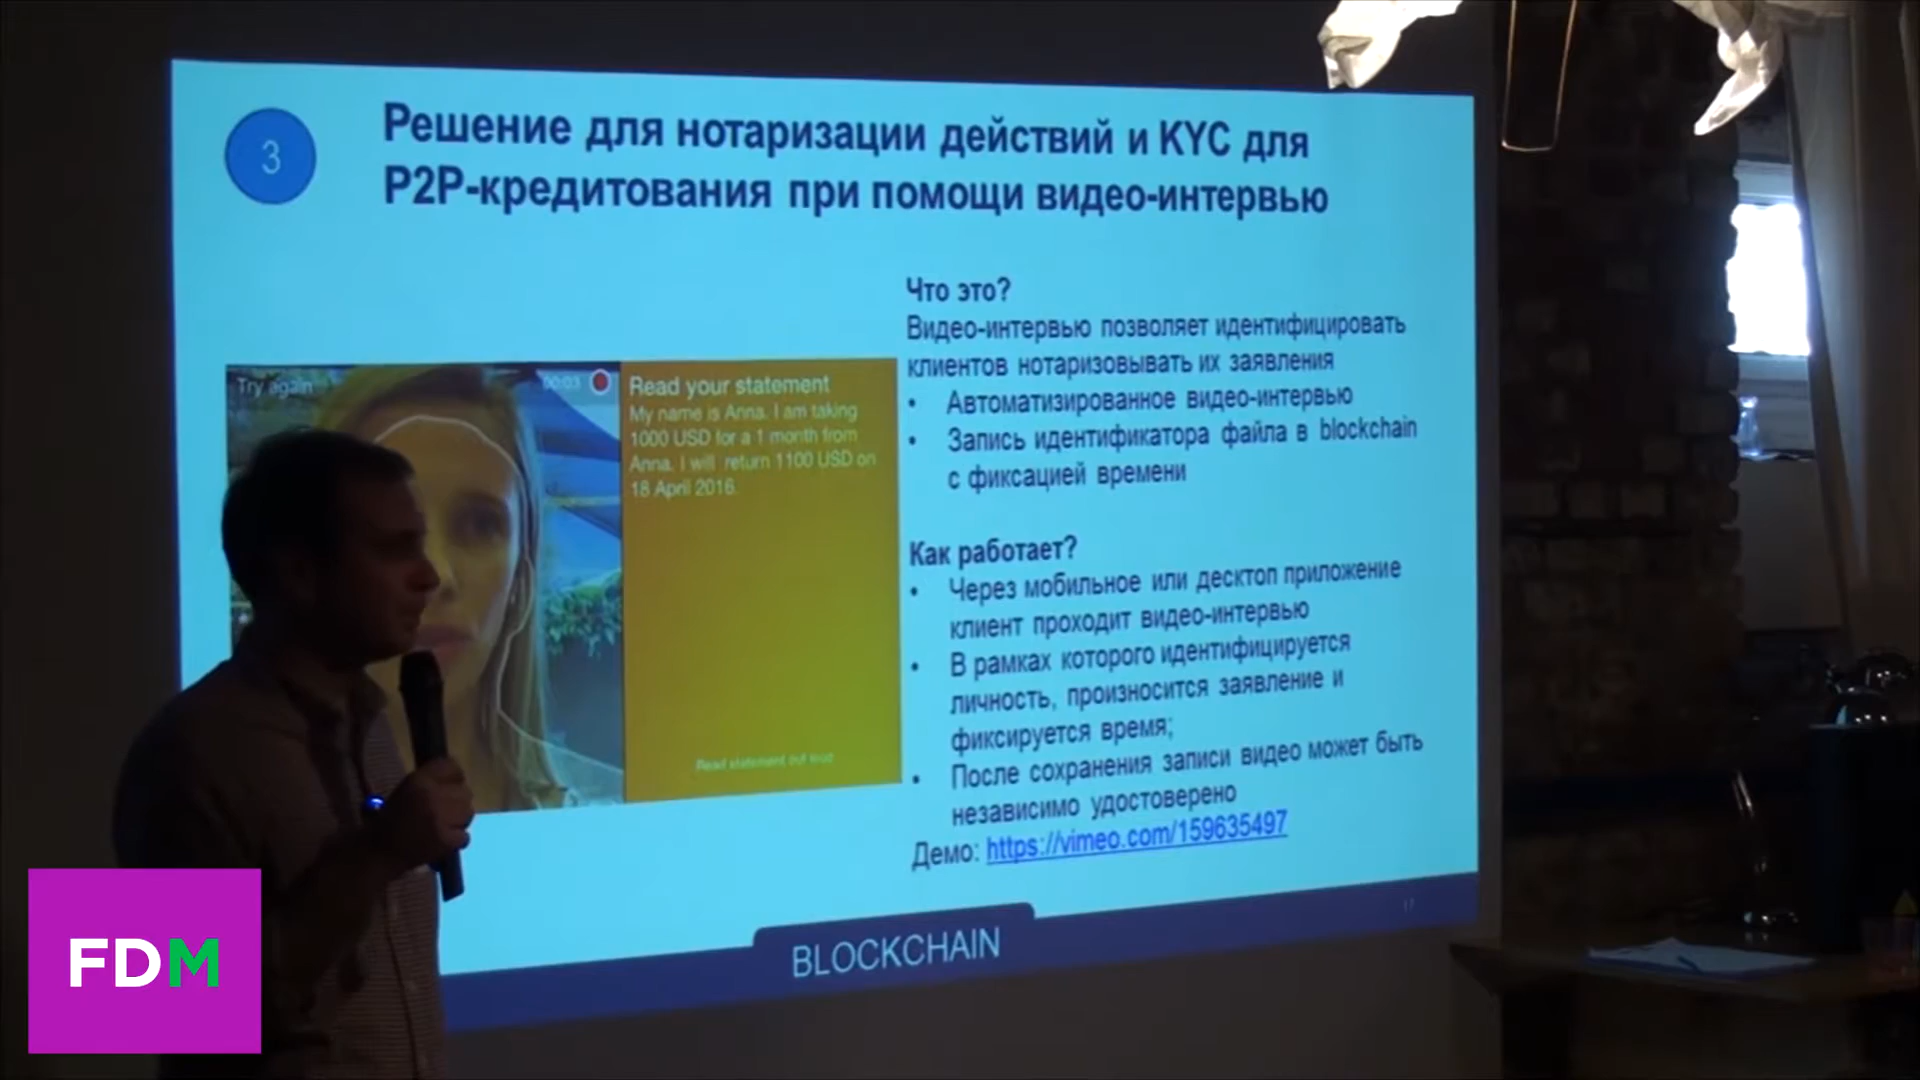 3
Решение для нотаризации действий и KYC для
P2P-кредитования при помощи видео-интервью
Try again
00:03
Read your statement
My name is Anna. I am taking
1000 USD for a 1 month from
Anna. I will return 1100 USD on
18 April 2016.
Read statement out loud
Что это?
Видео-интервью позволяет идентифицировать
клиентов нотаризовывать их заявления
• Автоматизированное видео-интервью
• Запись идентификатора файла в blockchain
с фиксацией времени
Как работает?
• Через мобильное или десктоп приложение
клиент проходит видео-интервью
• В рамках которого идентифицируется
личность, произносится заявление и
фиксируется время;
• После сохранения записи видео может быть
независимо удостоверено
Демо: https://vimeo.com/159635497
BLOCKCHAIN
FDM